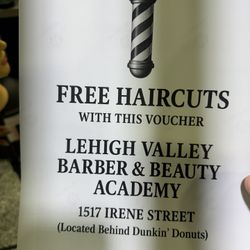 FREE HAIRCUTS
WITH THIS VOUCHER
LEHIGH VALLEY
BARBER & BEAUTY
ACADEMY
1517 IRENE STREET
(Located Behind Dunkin' Donuts)